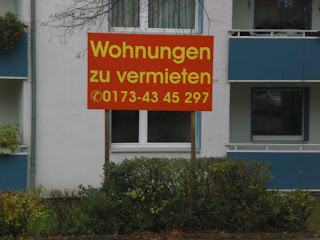 Wohnungen
zu vermieten
✆0173-43 45 297